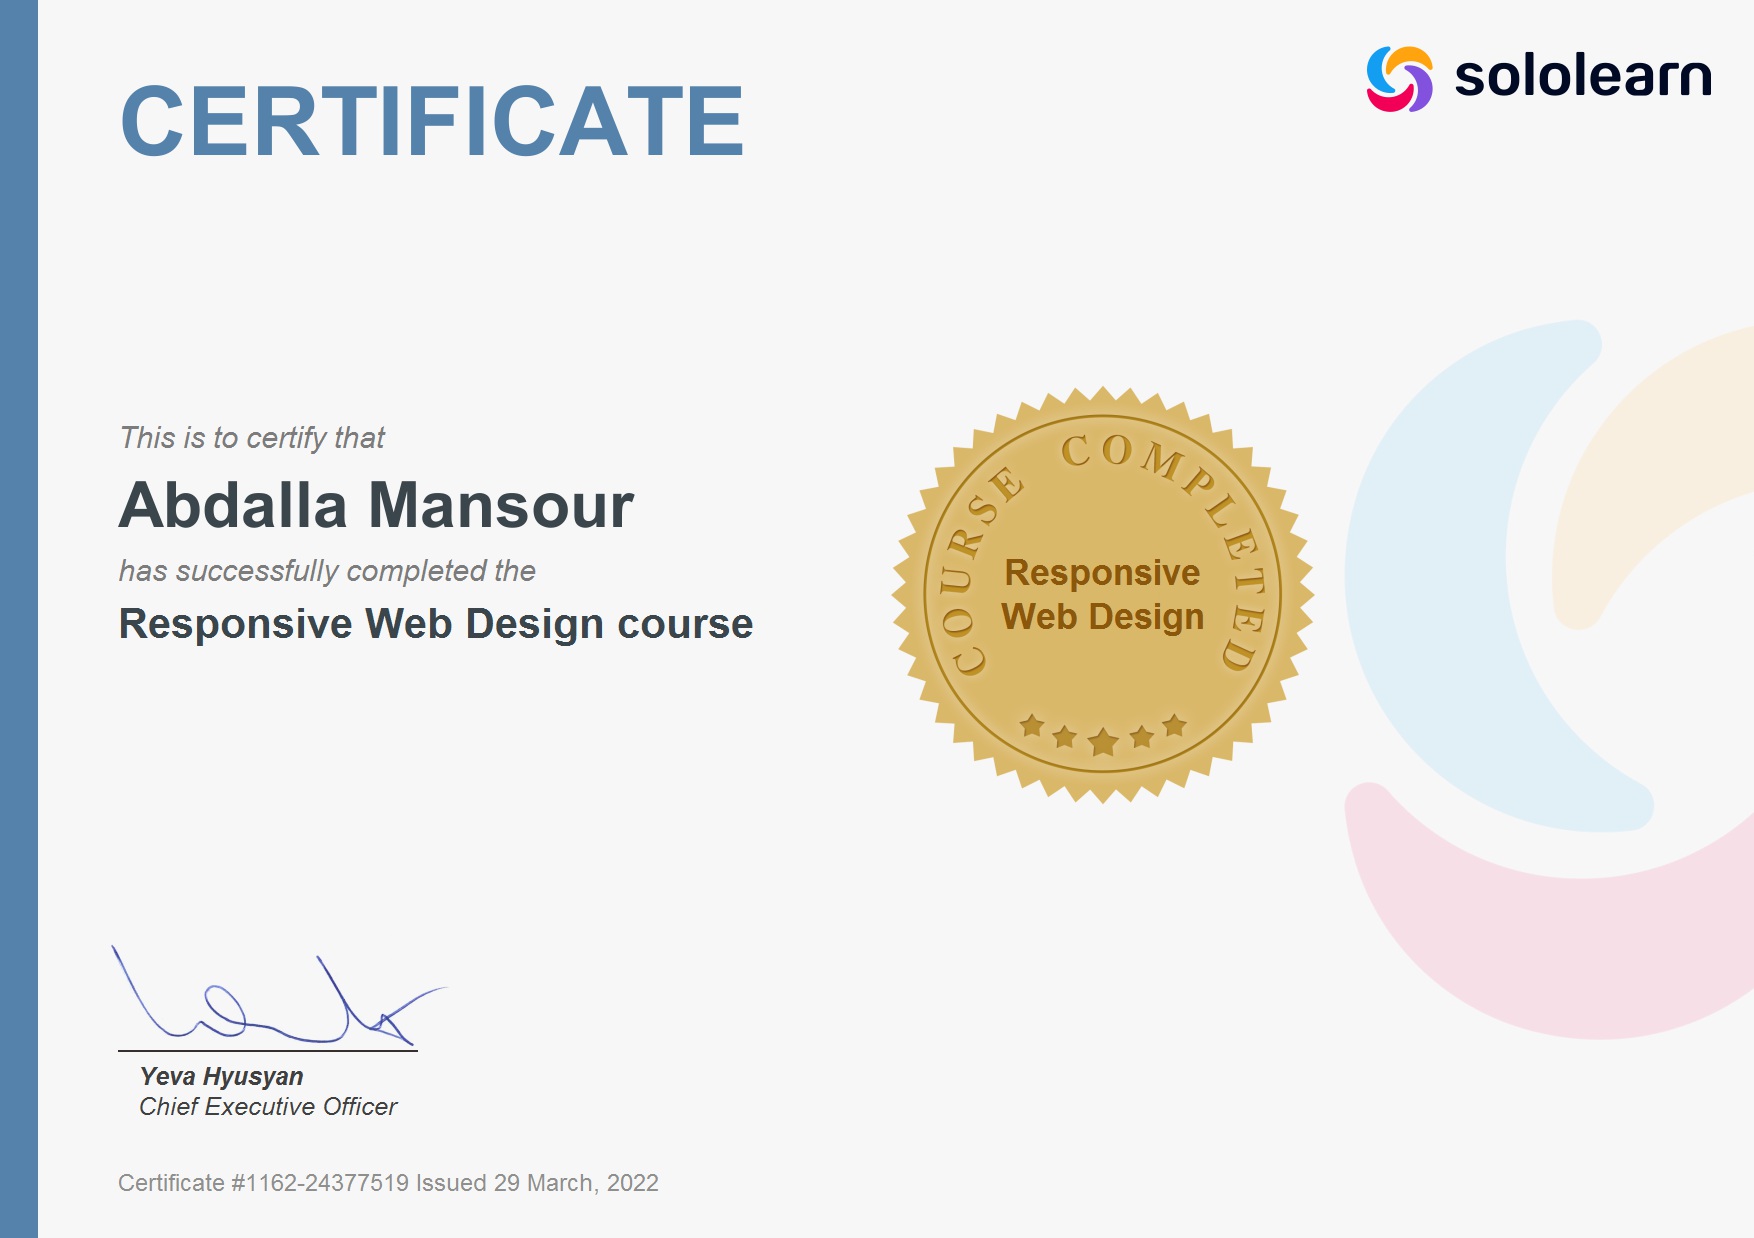 CERTIFICATE
sololearn
This is to certify that
Abdalla Mansour
has successfully completed the
Responsive Web Design course
COURSE COMPLETED
Responsive
Web Design
Yeva Hyusyan
Chief Executive Officer
Certificate #1162-24377519 Issued 29 March, 2022